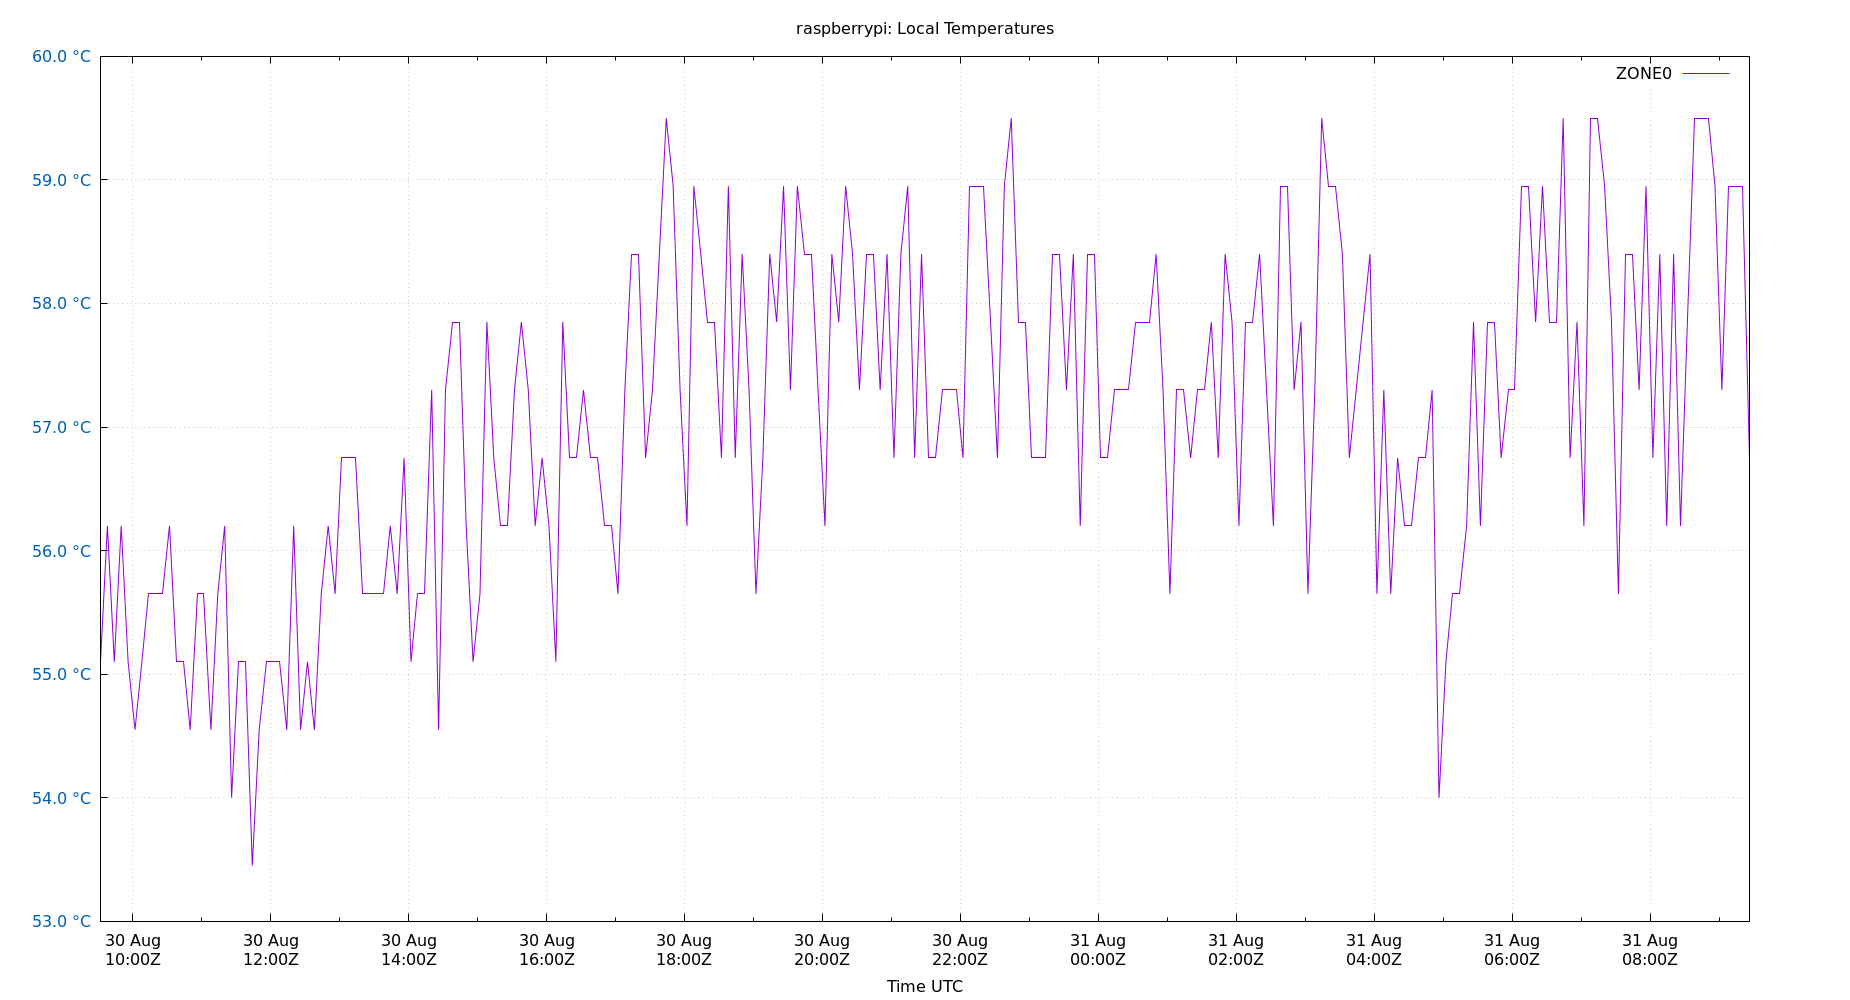 raspberrypi: Local Temperatures
60.0 °C
59.0 °C
58.0 °C
57.0 °C
56.0 °C
55.0 °C
54.0 °C
53.0 °C
ZONE0
30 Aug 30 Aug 30 Aug 30 Aug 30 Aug 30 Aug 30 Aug 31 Aug 31 Aug 31 Aug 31 Aug 31 Aug
10:00Z 12:00Z 14:00Z 16:00Z 18:00Z 20:00Z 22:00Z 00:00Z 02:00Z 04:00Z 06:00Z 08:00Z
Time UTC